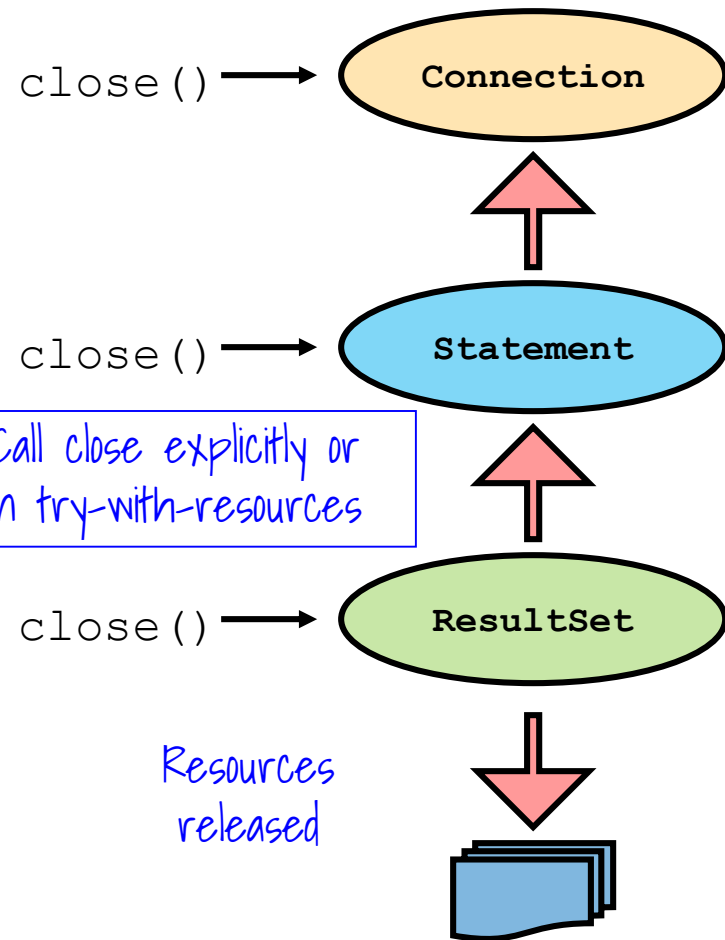 close()
Connection
close()
Statement
Call close explicitly or
try-with-resources
close()
ResultSet
Resources
released